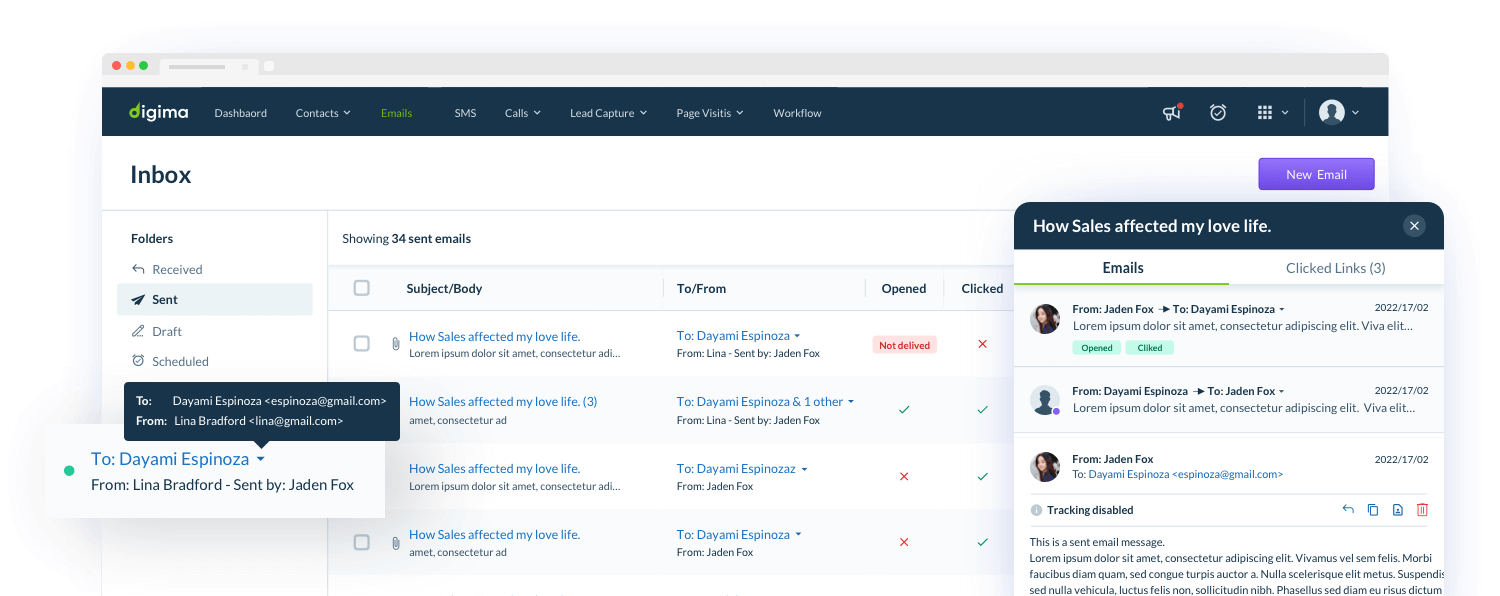 digima Dashbaord Contacts Emails SMS Calls Lead Capture Page Visitis Workflow
Inbox
New Email
Folders
Received
Sent
Draft
Scheduled
To: Dayami Espinoza <espinoza@gmail.com>
From: Lina Bradford <lina@gmail.com>
To: Dayami Espinoza
From: Lina Bradford - Sent by: Jaden Fox
Showing 34 sent emails
Subject/Body To/From Opened Clicked
How Sales affected my love life. To: Dayami Espinoza Not delived
Lorem ipsum dolor sit amet, consectetur adi... From: Lina - Sent by: Jaden Fox
How Sales affected my love life. (3) To: Dayami Espinoza & 1 other
amet, consectetur ad From: Lina - Sent by: Jaden Fox
How Sales affected my love life. To: Dayami Espinozaz
Lorem ipsum dolor sit amet, consectetur adi... From: Jaden Fox
How Sales affected my love life. To: Dayami Espinoza
amet, consectetur ad From: Jaden Fox
How Sales affected my love life.
Emails Clicked Links (3)
From: Jaden Fox To: Dayami Espinoza 2022/17/02
Lorem ipsum dolor sit amet, consectetur adipiscing elit. Viva elit...
Opened Cliked
From: Dayami Espinoza To: Jaden Fox 2022/17/02
Lorem ipsum dolor sit amet, consectetur adipiscing elit. Viva elit...
From: Jaden Fox 2022/17/02
To: Dayami Espinoza <espinoza@gmail.com>
Tracking disabled
This is a sent email message.
Lorem ipsum dolor sit amet, consectetur adipiscing elit. Vivamus vel sem felis. Morbi
faucibus diam quam, sed congue turpis auctor a. Nulla scelerisque elit metus. Suspendis
sed nulla vehicula, luctus felis non, sollicitudin nibh. Phasellus sed diam eu risus dictum